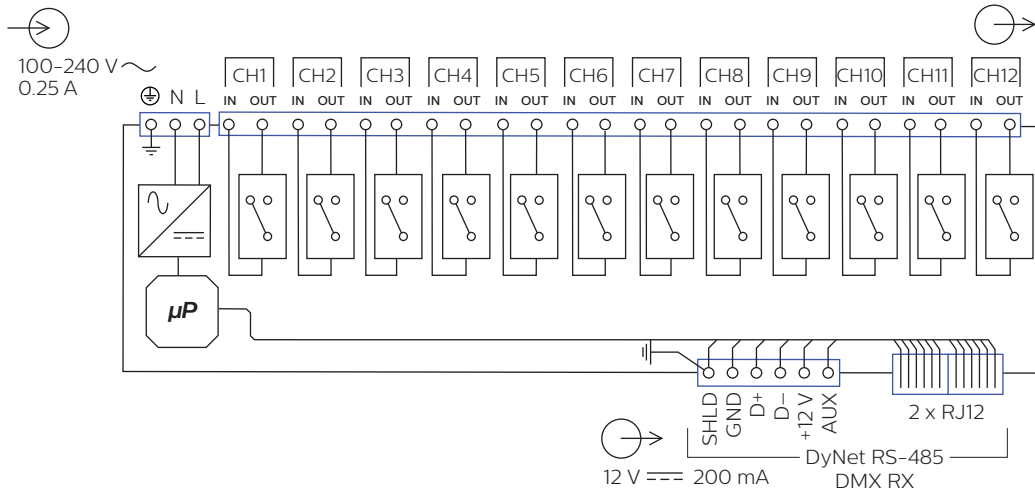 100-240 V
0.25 A
N L
CH1 CH2 CH3 CH4 CH5 CH6 CH7 CH8 CH9 CH10 CH11 CH12
IN OUT IN OUT IN OUT IN OUT IN OUT IN OUT IN OUT IN OUT IN OUT IN OUT IN OUT IN OUT
µP
SHLD
GND
D+
D−
+12 V
AUX
2 x RJ12
12 V 200 mA
DyNet RS-485
DMX RX